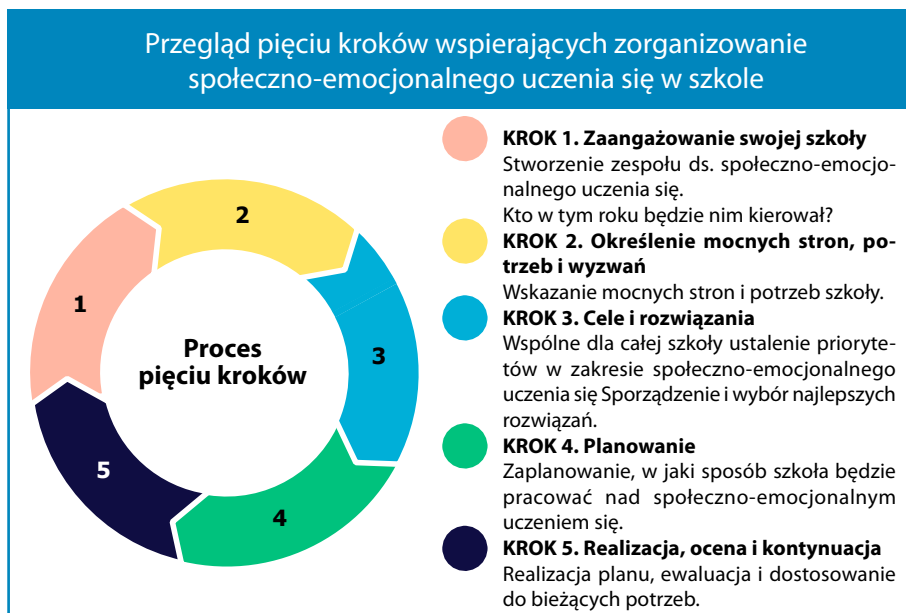 Przegląd pięciu kroków wspierających zorganizowanie
społeczno-emocjonalnego uczenia się w szkole
1
2
3
4
5
Proces
pięciu kroków
KROK 1. Zaangażowanie swojej szkoły
Stworzenie zespołu ds. społeczno-emocjo-
nalnego uczenia się.
Kto w tym roku będzie nim kierował?
KROK 2. Określenie mocnych stron, po-
trzeb i wyzwań
Wskazanie mocnych stron i potrzeb szkoły.
KROK 3. Cele i rozwiązania
Wspólne dla całej szkoły ustalenie prioryte-
tów w zakresie społeczno-emocjonalnego
uczenia się Sporządzenie i wybór najlepszych
rozwiązań.
KROK 4. Planowanie
Zaplanowanie, w jaki sposób szkoła będzie
pracować nad społeczno-emocjonalnym
uczeniem się.
KROK 5. Realizacja, ocena i kontynuacja
Realizacja planu, ewaluacja i dostosowanie
do bieżących potrzeb.